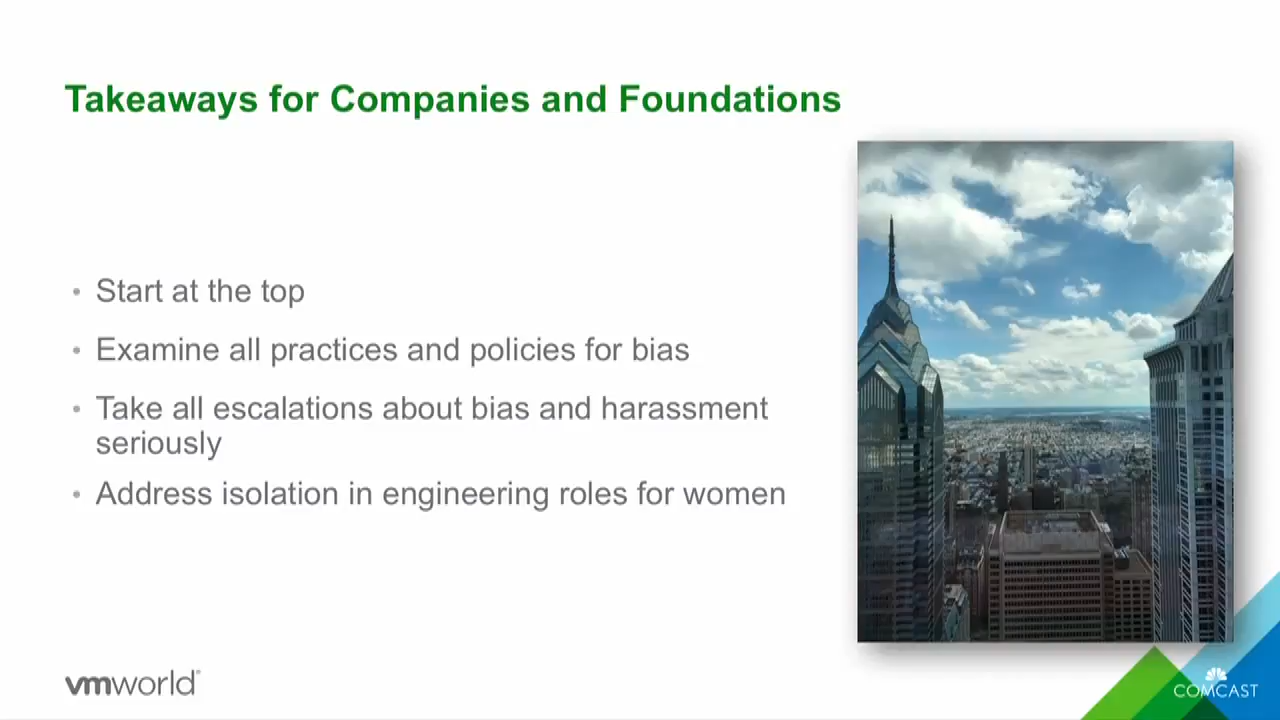 Takeaways for Companies and Foundations
• Start at the top
• Examine all practices and policies for bias
• Take all escalations about bias and harassment
seriously
• Address isolation in engineering roles for women
vmworld®
COMCAST